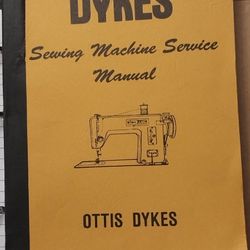 DYKES
Sewing Machine Service
Manual
OTTIS DYKES